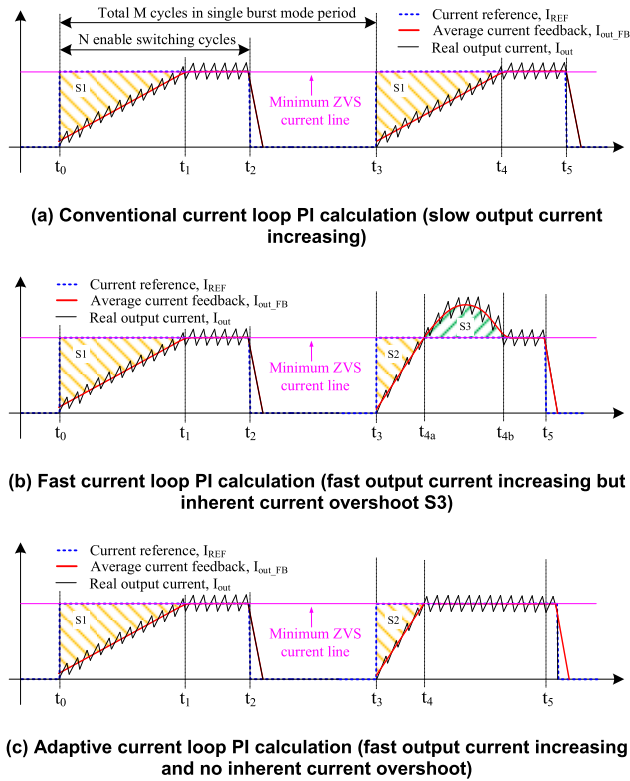 Total M cycles in single burst mode period
Current reference, I_REF
Average current feedback, I_out_FB
Real output current, I_out
N enable switching cycles
S1
S1
Minimum ZVS
current line
t0 t1 t2 t3 t4 t5
(a) Conventional current loop PI calculation (slow output current
increasing)
Current reference, I_REF
Average current feedback, I_out_FB
Real output current, I_out
S3
S1
S2
Minimum ZVS
current line
t0 t1 t2 t3 t4a t4b t5
(b) Fast current loop PI calculation (fast output current increasing but
inherent current overshoot S3)
Current reference, I_REF
Average current feedback, I_out_FB
Real output current, I_out
S1
S2
Minimum ZVS
current line
t0 t1 t2 t3 t4 t5
(c) Adaptive current loop PI calculation (fast output current increasing
and no inherent current overshoot)